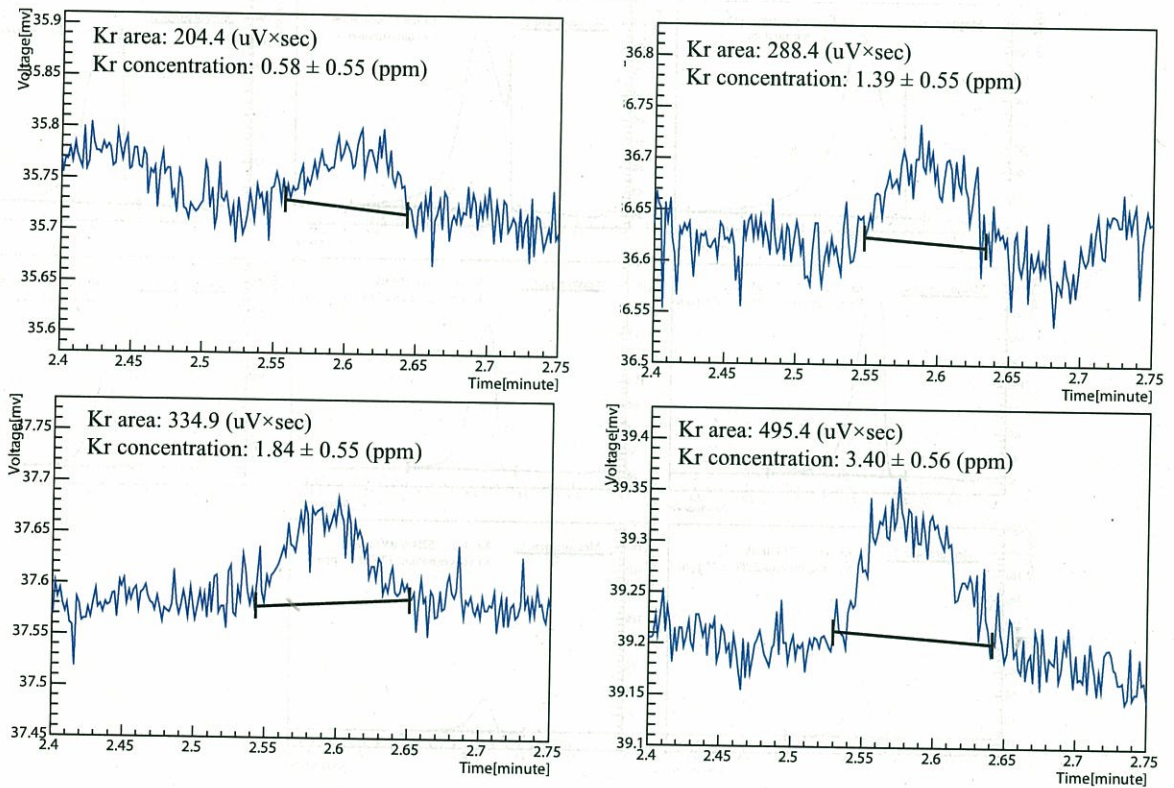 35.9
Voltage[mv]
Kr area: 204.4 (uV×sec)
Kr concentration: 0.58 ± 0.55 (ppm)
35.85
35.8
35.75
35.7
35.65
35.6
2.4 2.45 2.5 2.55 2.6 2.65 2.7 2.75
Time[minute]
Kr area: 288.4 (uV×sec)
Kr concentration: 1.39 ± 0.55 (ppm)
36.8
36.75
36.7
36.65
36.6
36.55
36.5
2.4 2.45 2.5 2.55 2.6 2.65 2.7 2.75
Time[minute]
Voltage[mv]
Kr area: 334.9 (uV×sec)
Kr concentration: 1.84 ± 0.55 (ppm)
37.75
37.7
37.65
37.6
37.55
37.5
37.45
2.4 2.45 2.5 2.55 2.6 2.65 2.7 2.75
Time[minute]
Voltage[mv]
Kr area: 495.4 (uV×sec)
Kr concentration: 3.40 ± 0.56 (ppm)
39.4
39.35
39.3
39.25
39.2
39.15
39.1
2.4 2.45 2.5 2.55 2.6 2.65 2.7 2.75
Time[minute]